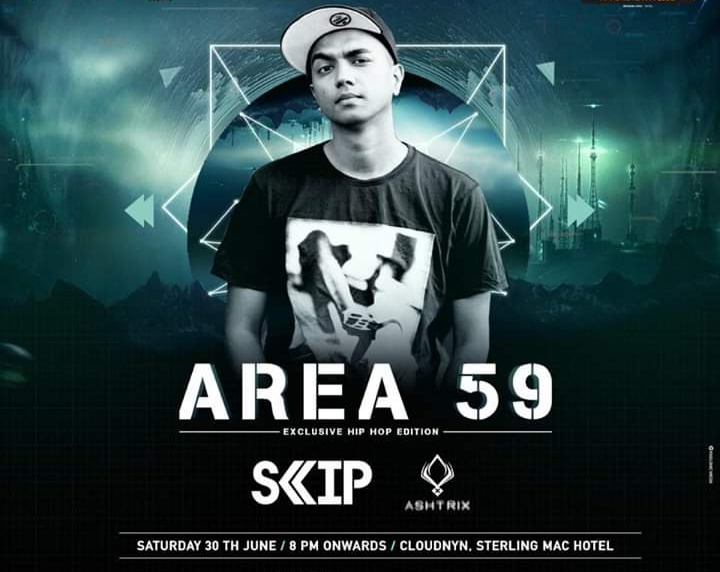 AREA 59
EXCLUSIVE HIP HOP EDITION
SKIP
ASHTRIX
SATURDAY 30 TH JUNE / 8 PM ONWARDS / CLOUDNYN, STERLING MAC HOTEL